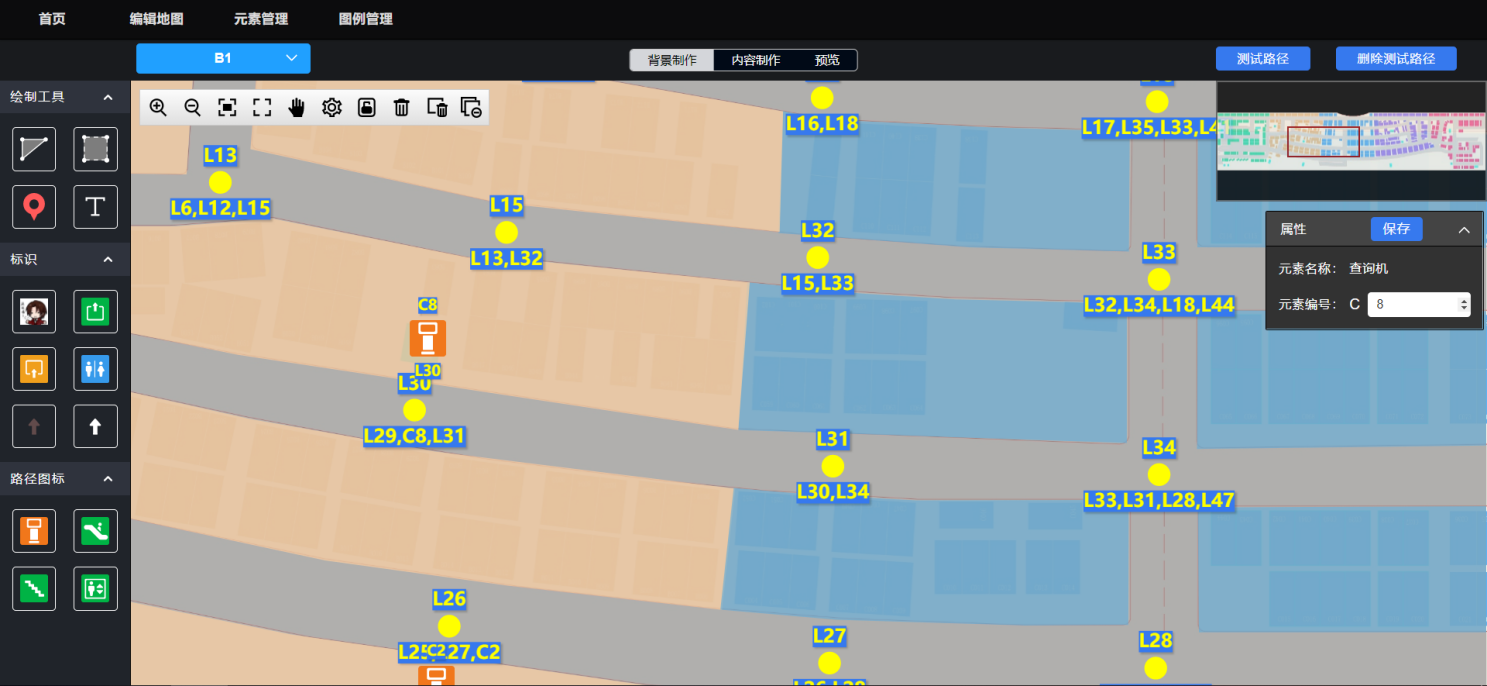 首页 编辑地图 元素管理 图例管理
B1 背景制作 内容制作 预览 测试路径 删除测试路径
绘制工具
标识
路径图标
L16,L18
L17,L35,L33,L4
L13
L6,L12,L15
L15
L13,L32
L32
L15,L33
L33
L32,L34,L18,L44
属性 保存
元素名称: 查询机
元素编号: C 8
C8
L30
L30
L29,C8,L31
L31
L30,L34
L34
L33,L31,L28,L47
L26
C2
L27
L28